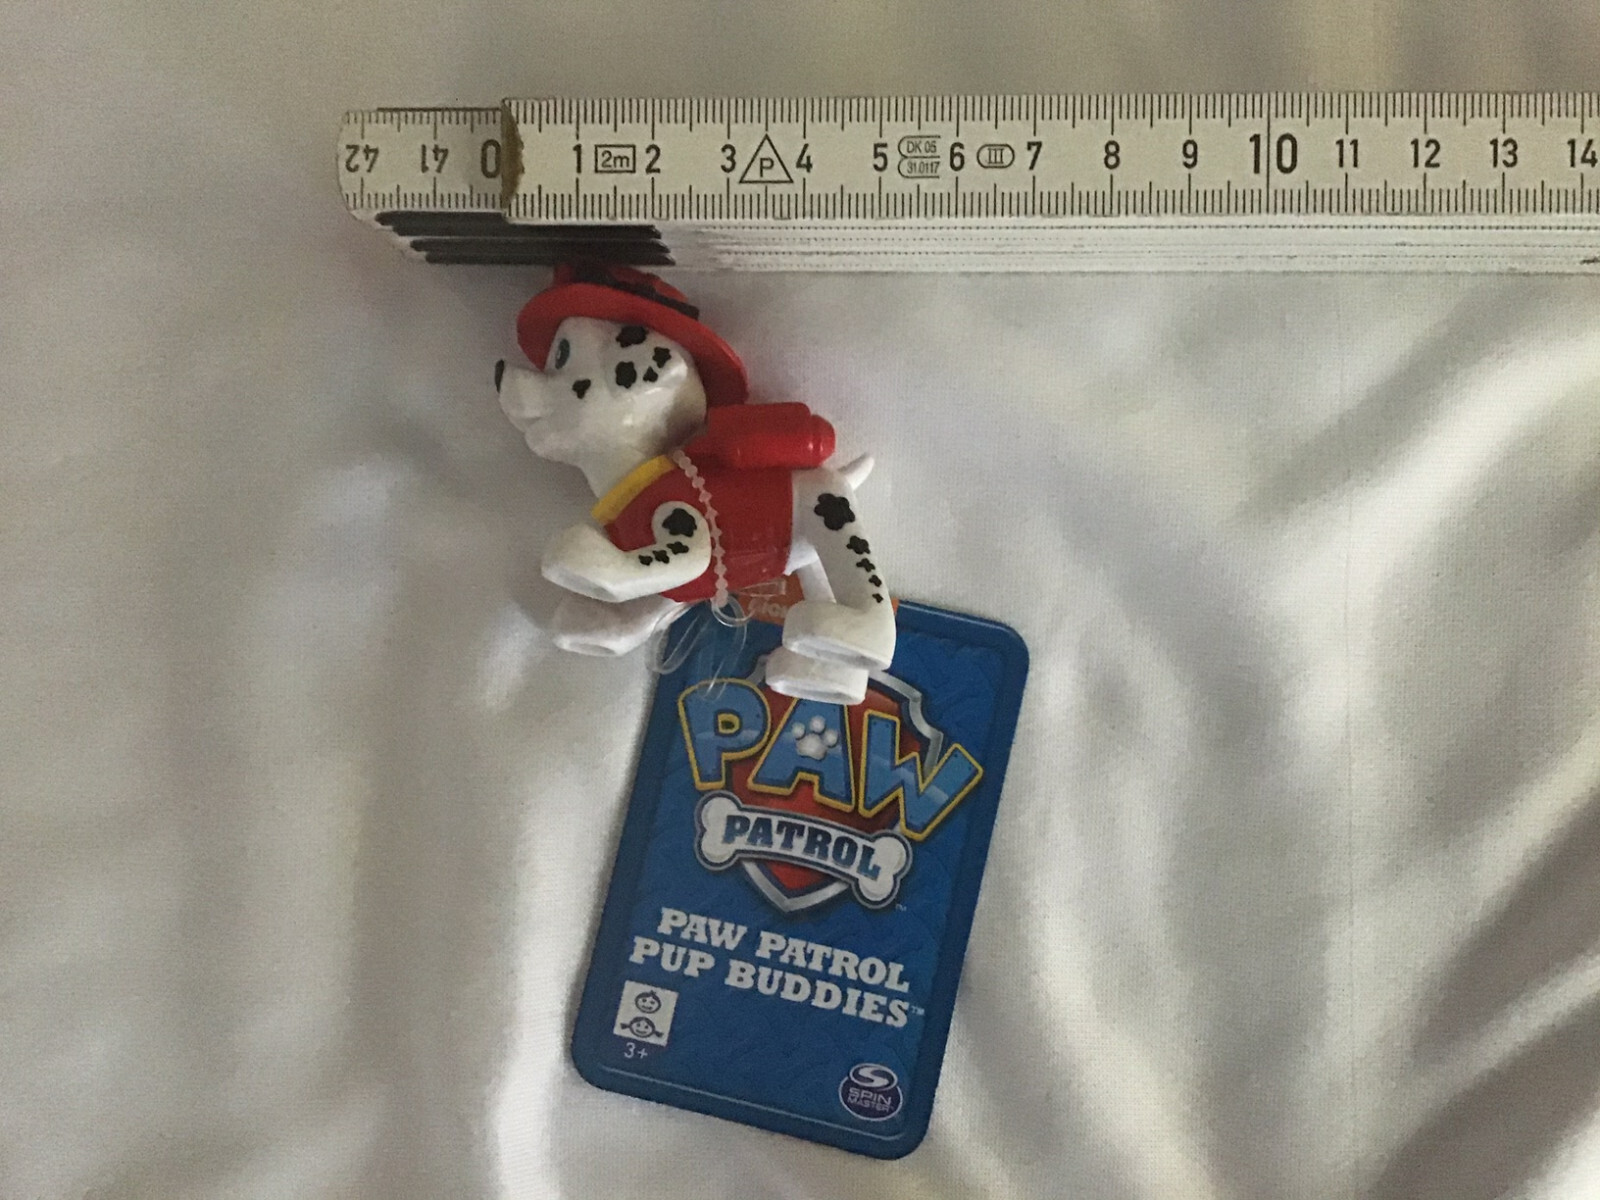 42 41 0 1 2m 2 3 P 4 5 DK 05 6 III 7 8 9 10 11 12 13 14
31.0117
PAW
PATROL
™
PAW PATROL
PUP BUDDIES™
3+
SPIN
MASTER